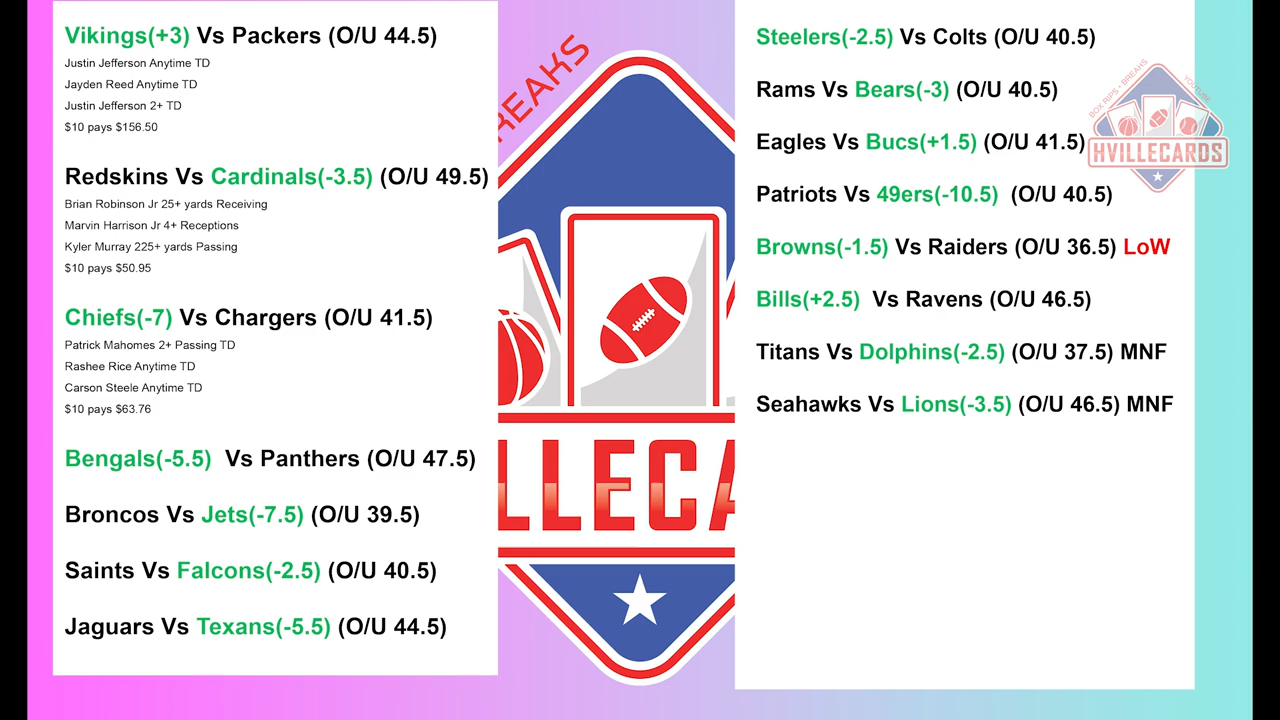 Vikings(+3) Vs Packers (O/U 44.5)
Justin Jefferson Anytime TD
Jayden Reed Anytime TD
Justin Jefferson 2+ TD
$10 pays $156.50
Redskins Vs Cardinals(-3.5) (O/U 49.5)
Brian Robinson Jr 25+ yards Receiving
Marvin Harrison Jr 4+ Receptions
Kyler Murray 225+ yards Passing
$10 pays $50.95
Chiefs(-7) Vs Chargers (O/U 41.5)
Patrick Mahomes 2+ Passing TD
Rashee Rice Anytime TD
Carson Steele Anytime TD
$10 pays $63.76
Bengals(-5.5) Vs Panthers (O/U 47.5)
Broncos Vs Jets(-7.5) (O/U 39.5)
Saints Vs Falcons(-2.5) (O/U 40.5)
Jaguars Vs Texans(-5.5) (O/U 44.5)
REAKS
LLECA
Steelers(-2.5) Vs Colts (O/U 40.5)
Rams Vs Bears(-3) (O/U 40.5)
Eagles Vs Bucs(+1.5) (O/U 41.5)
Patriots Vs 49ers(-10.5) (O/U 40.5)
Browns(-1.5) Vs Raiders (O/U 36.5) LoW
Bills(+2.5) Vs Ravens (O/U 46.5)
Titans Vs Dolphins(-2.5) (O/U 37.5) MNF
Seahawks Vs Lions(-3.5) (O/U 46.5) MNF
BOX RIPS • BREAKS
YOUTUBE
HVILLECARDS